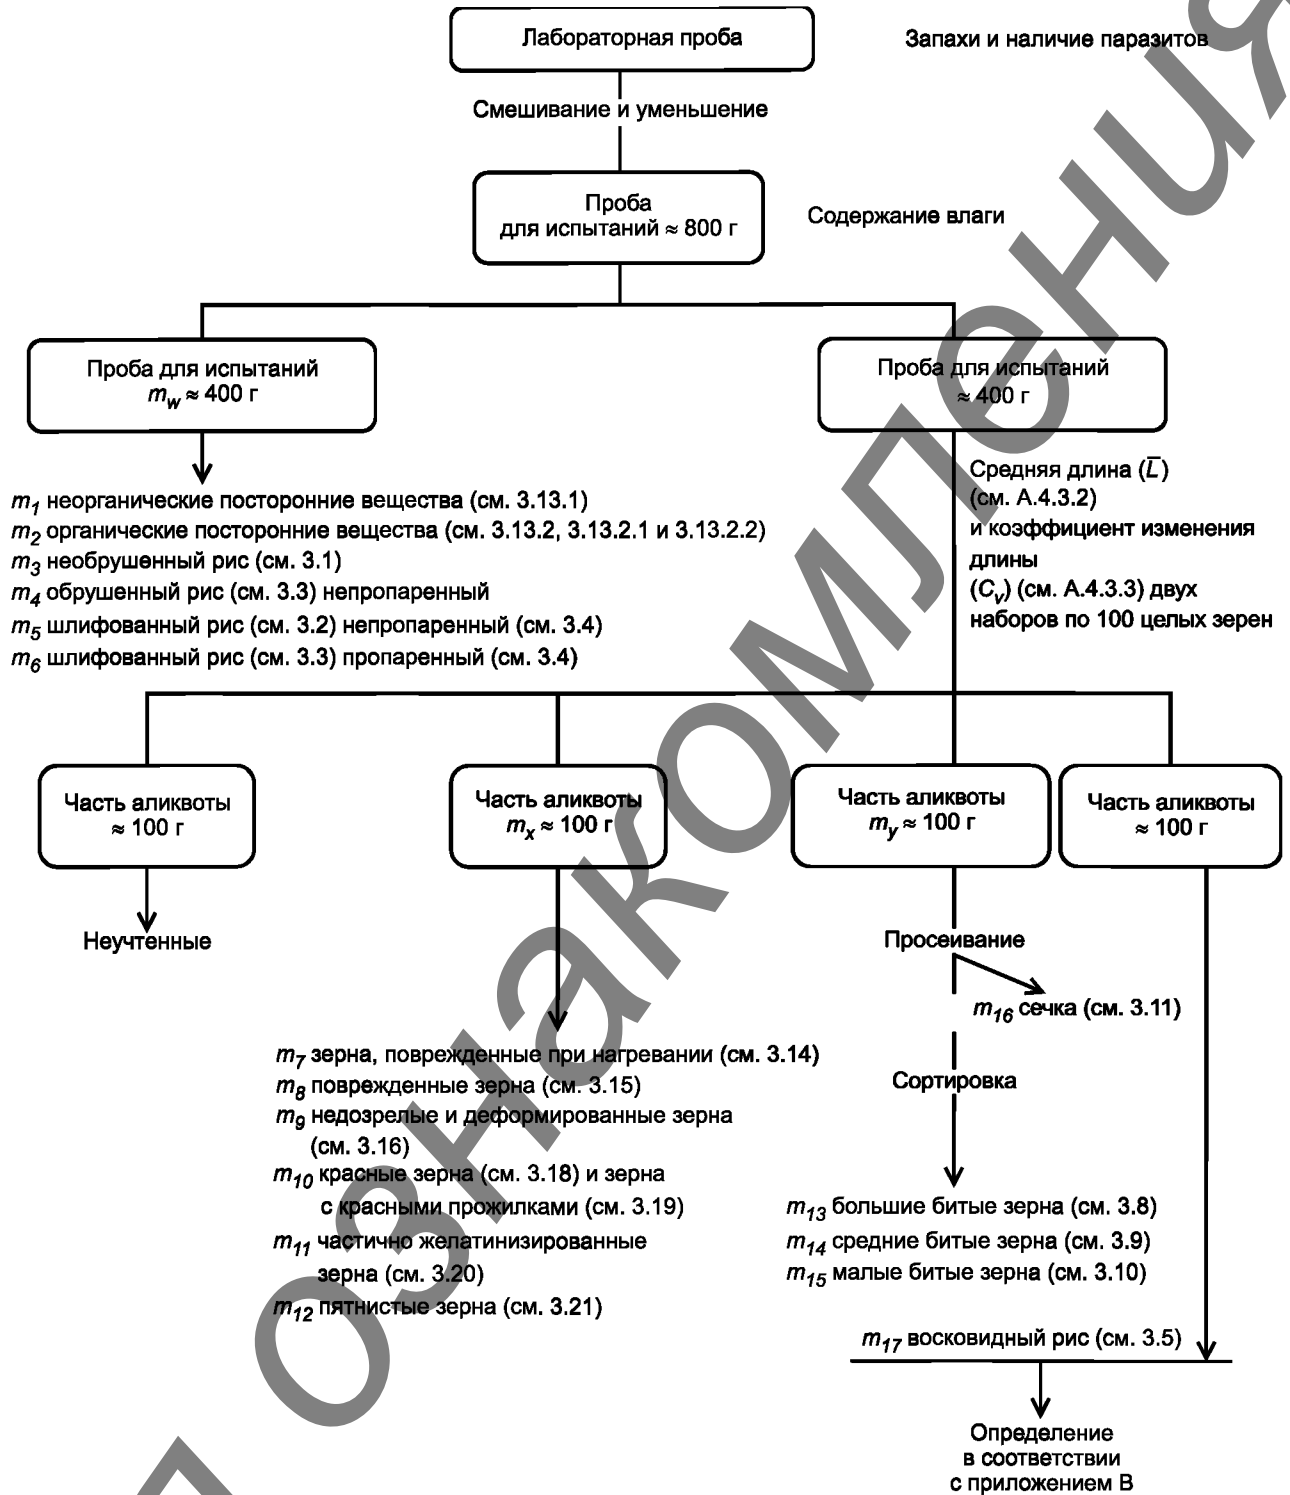 Лабораторная проба
Запахи и наличие паразитов
Смешивание и уменьшение
Проба
для испытаний ≈ 800 г
Содержание влаги
Проба для испытаний
m_w ≈ 400 г
Проба для испытаний
≈ 400 г
m_1 неорганические посторонние вещества (см. 3.13.1)
m_2 органические посторонние вещества (см. 3.13.2, 3.13.2.1 и 3.13.2.2)
m_3 необрушенный рис (см. 3.1)
m_4 обрушенный рис (см. 3.3) непропаренный
m_5 шлифованный рис (см. 3.2) непропаренный (см. 3.4)
m_6 шлифованный рис (см. 3.3) пропаренный (см. 3.4)
Средняя длина (L̅)
(см. А.4.3.2)
и коэффициент изменения
длины
(C_v) (см. А.4.3.3) двух
наборов по 100 целых зерен
Часть аликвоты
≈ 100 г
Часть аликвоты
m_x ≈ 100 г
Часть аликвоты
m_y ≈ 100 г
Часть аликвоты
≈ 100 г
Неучтенные
Просеивание
m_16 сечка (см. 3.11)
Сортировка
m_7 зерна, поврежденные при нагревании (см. 3.14)
m_8 поврежденные зерна (см. 3.15)
m_9 недозрелые и деформированные зерна
(см. 3.16)
m_10 красные зерна (см. 3.18) и зерна
с красными прожилками (см. 3.19)
m_11 частично желатинизированные
зерна (см. 3.20)
m_12 пятнистые зерна (см. 3.21)
m_13 большие битые зерна (см. 3.8)
m_14 средние битые зерна (см. 3.9)
m_15 малые битые зерна (см. 3.10)
m_17 восковидный рис (см. 3.5)
Определение
в соответствии
с приложением В
ознакомления